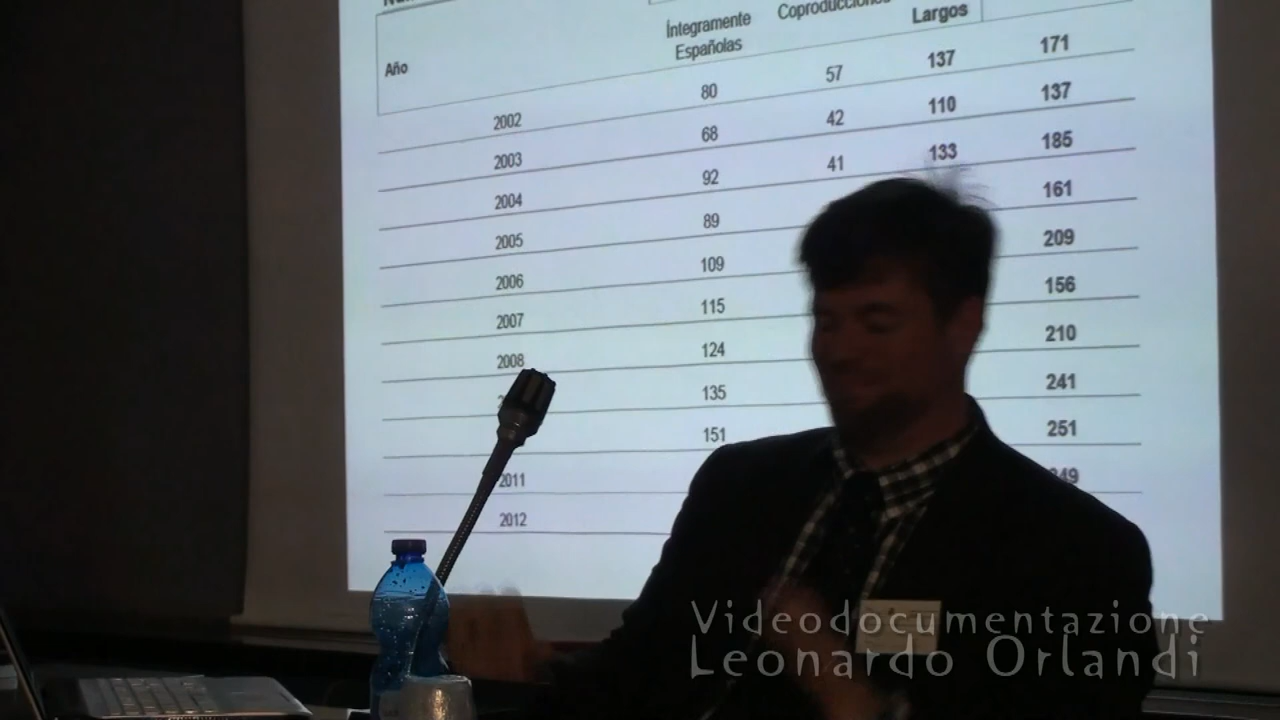 Íntegramente Españolas Coproducciones Largos
Año
2002 80 57 137 171
2003 68 42 110 137
2004 92 41 133 185
2005 89 161
2006 109 209
2007 115 156
2008 124 210
135 241
151 251
2011
2012
Videodocumentazione
Leonardo Orlandi